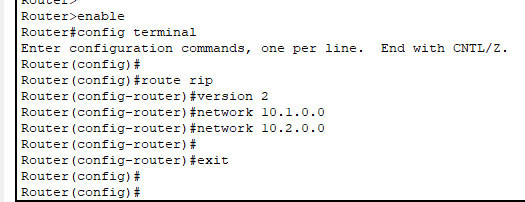 Router>
Router>enable
Router#config terminal
Enter configuration commands, one per line.  End with CNTL/Z.
Router(config)#
Router(config)#route rip
Router(config-router)#version 2
Router(config-router)#network 10.1.0.0
Router(config-router)#network 10.2.0.0
Router(config-router)#
Router(config-router)#exit
Router(config)#
Router(config)#